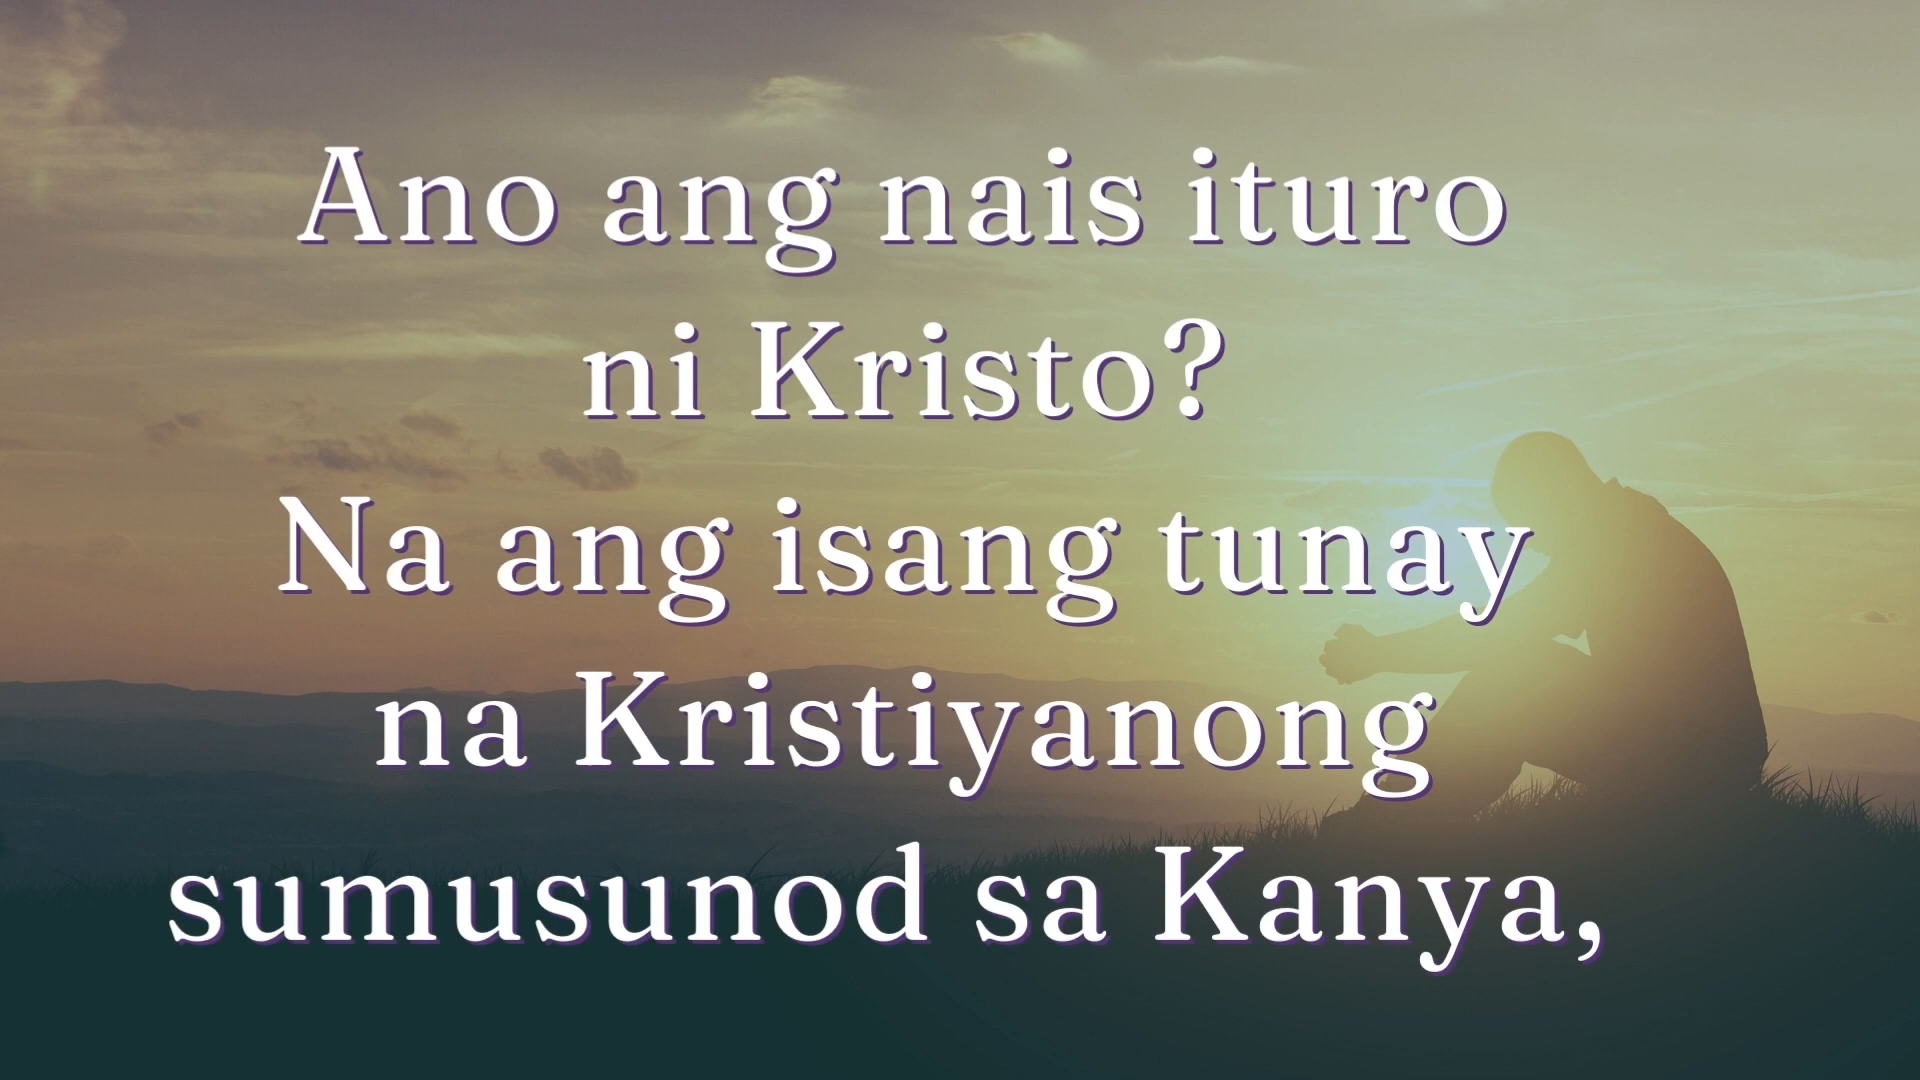 Ano ang nais ituro
ni Kristo?
Na ang isang tunay
na Kristiyanong
sumusunod sa Kanya,